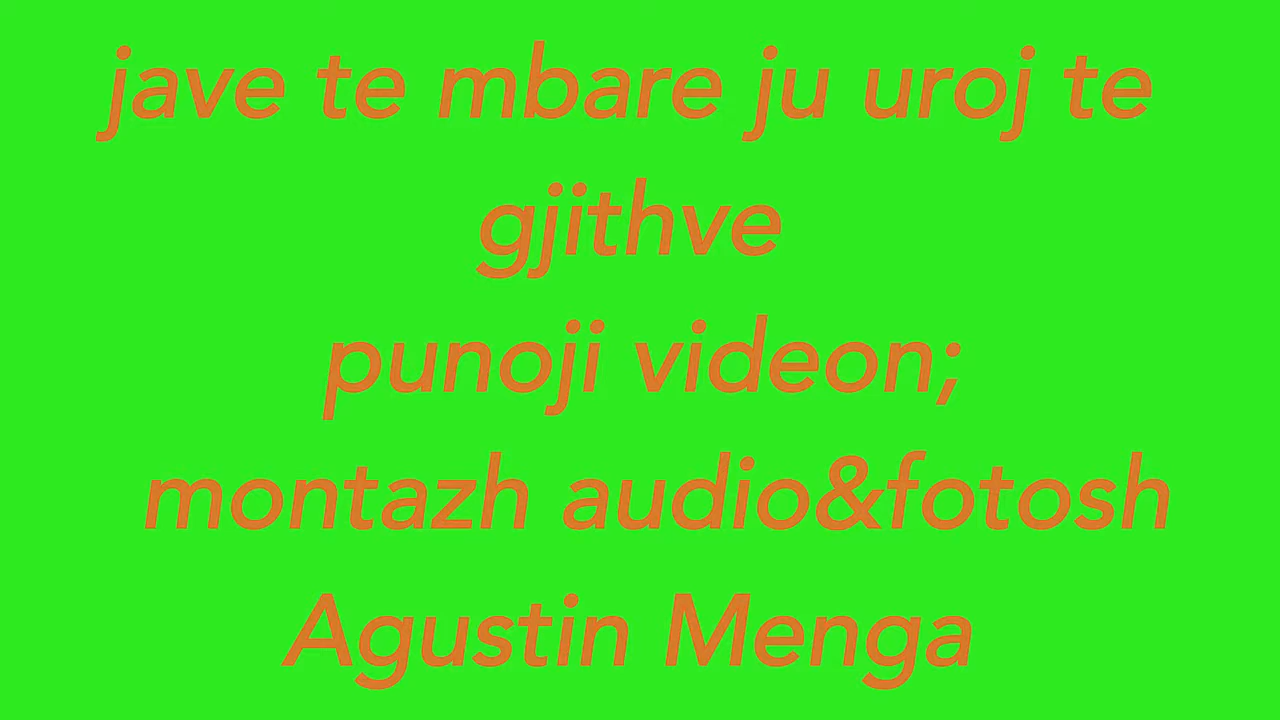 jave te mbare ju uroj te
gjithve
punoji videon;
montazh audio&fotosh
Agustin Menga